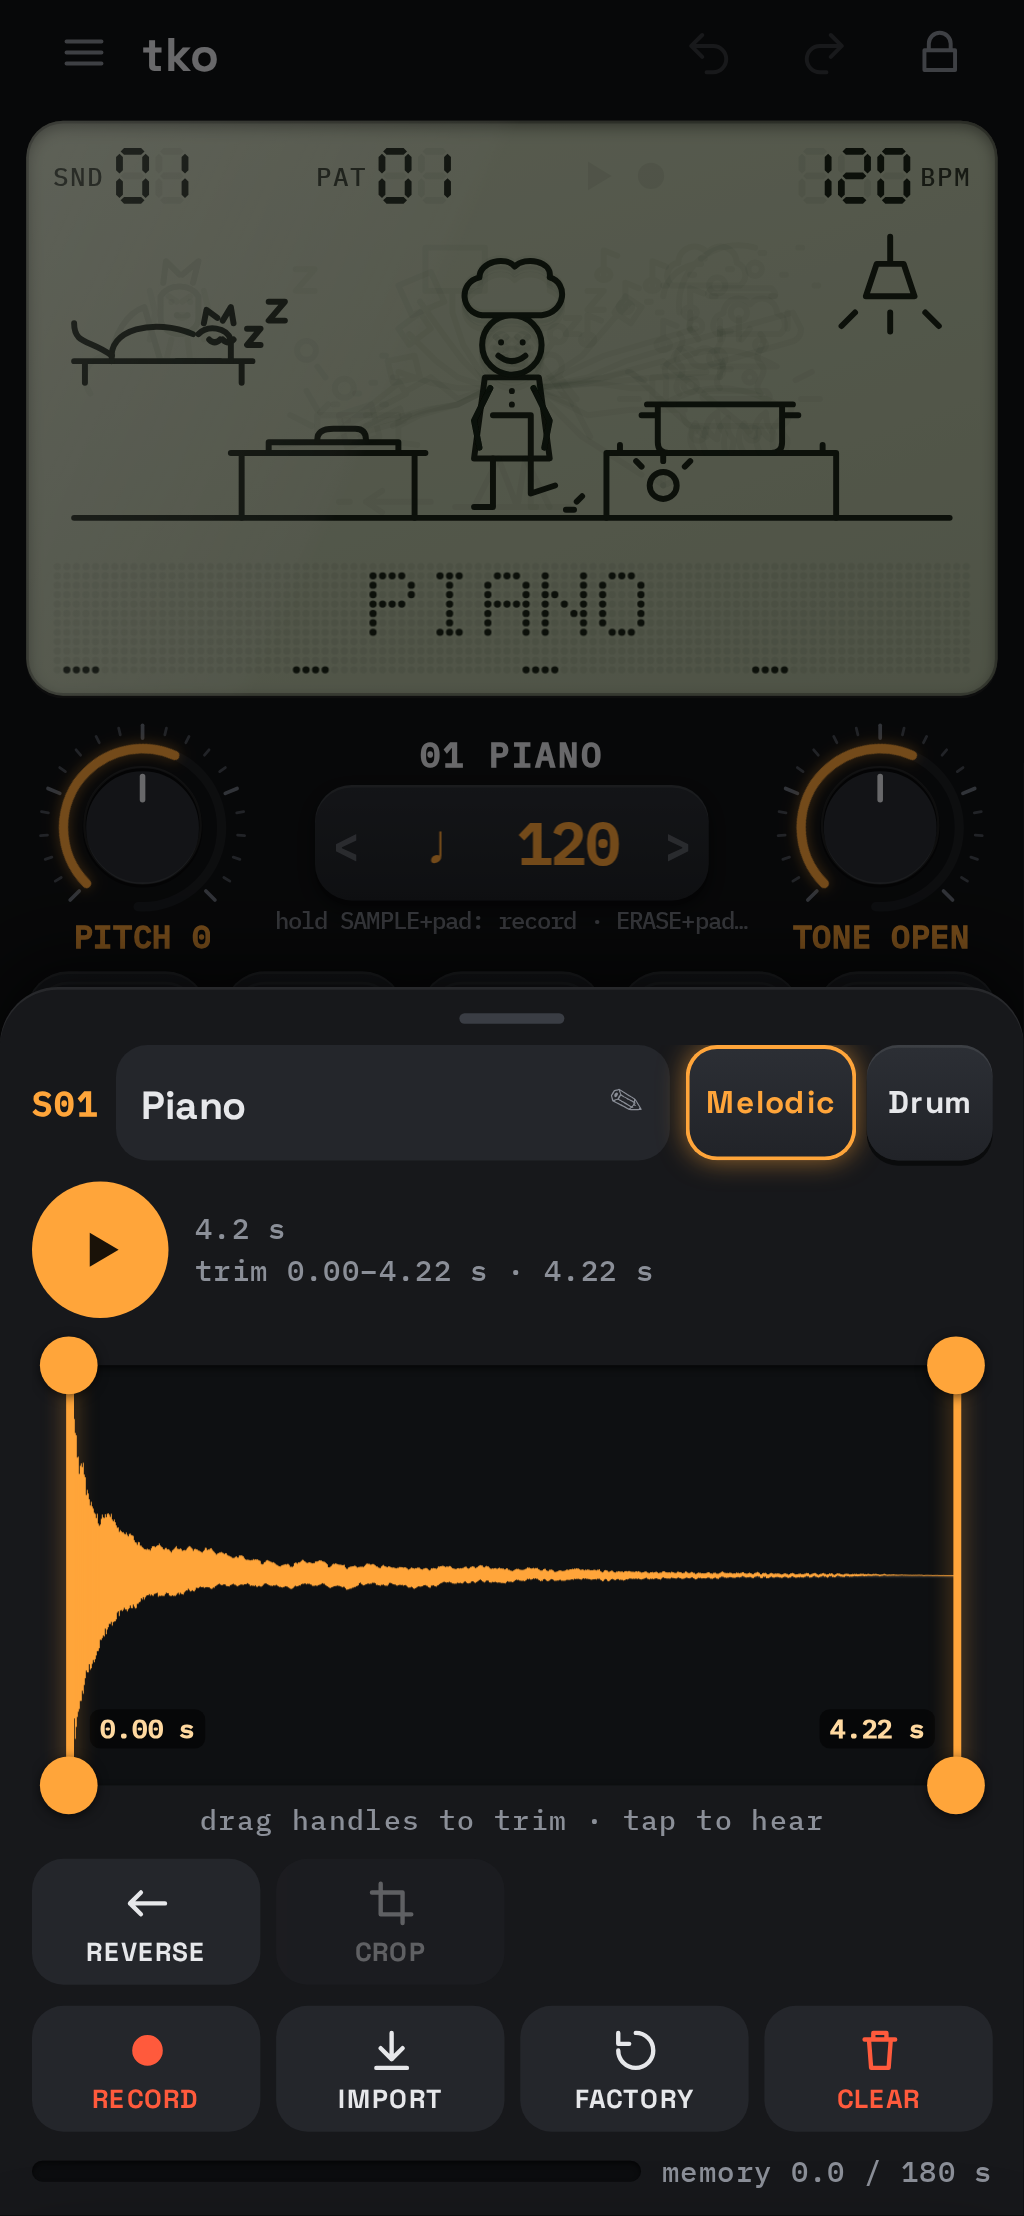 tko
SND 01 PAT 01 120 BPM
z z
PIANO
01 PIANO
< ♩ 120 >
hold SAMPLE+pad: record · ERASE+pad…
PITCH 0
TONE OPEN
S01 Piano Melodic Drum
4.2 s
trim 0.00–4.22 s · 4.22 s
0.00 s 4.22 s
drag handles to trim · tap to hear
REVERSE CROP
RECORD IMPORT FACTORY CLEAR
memory 0.0 / 180 s